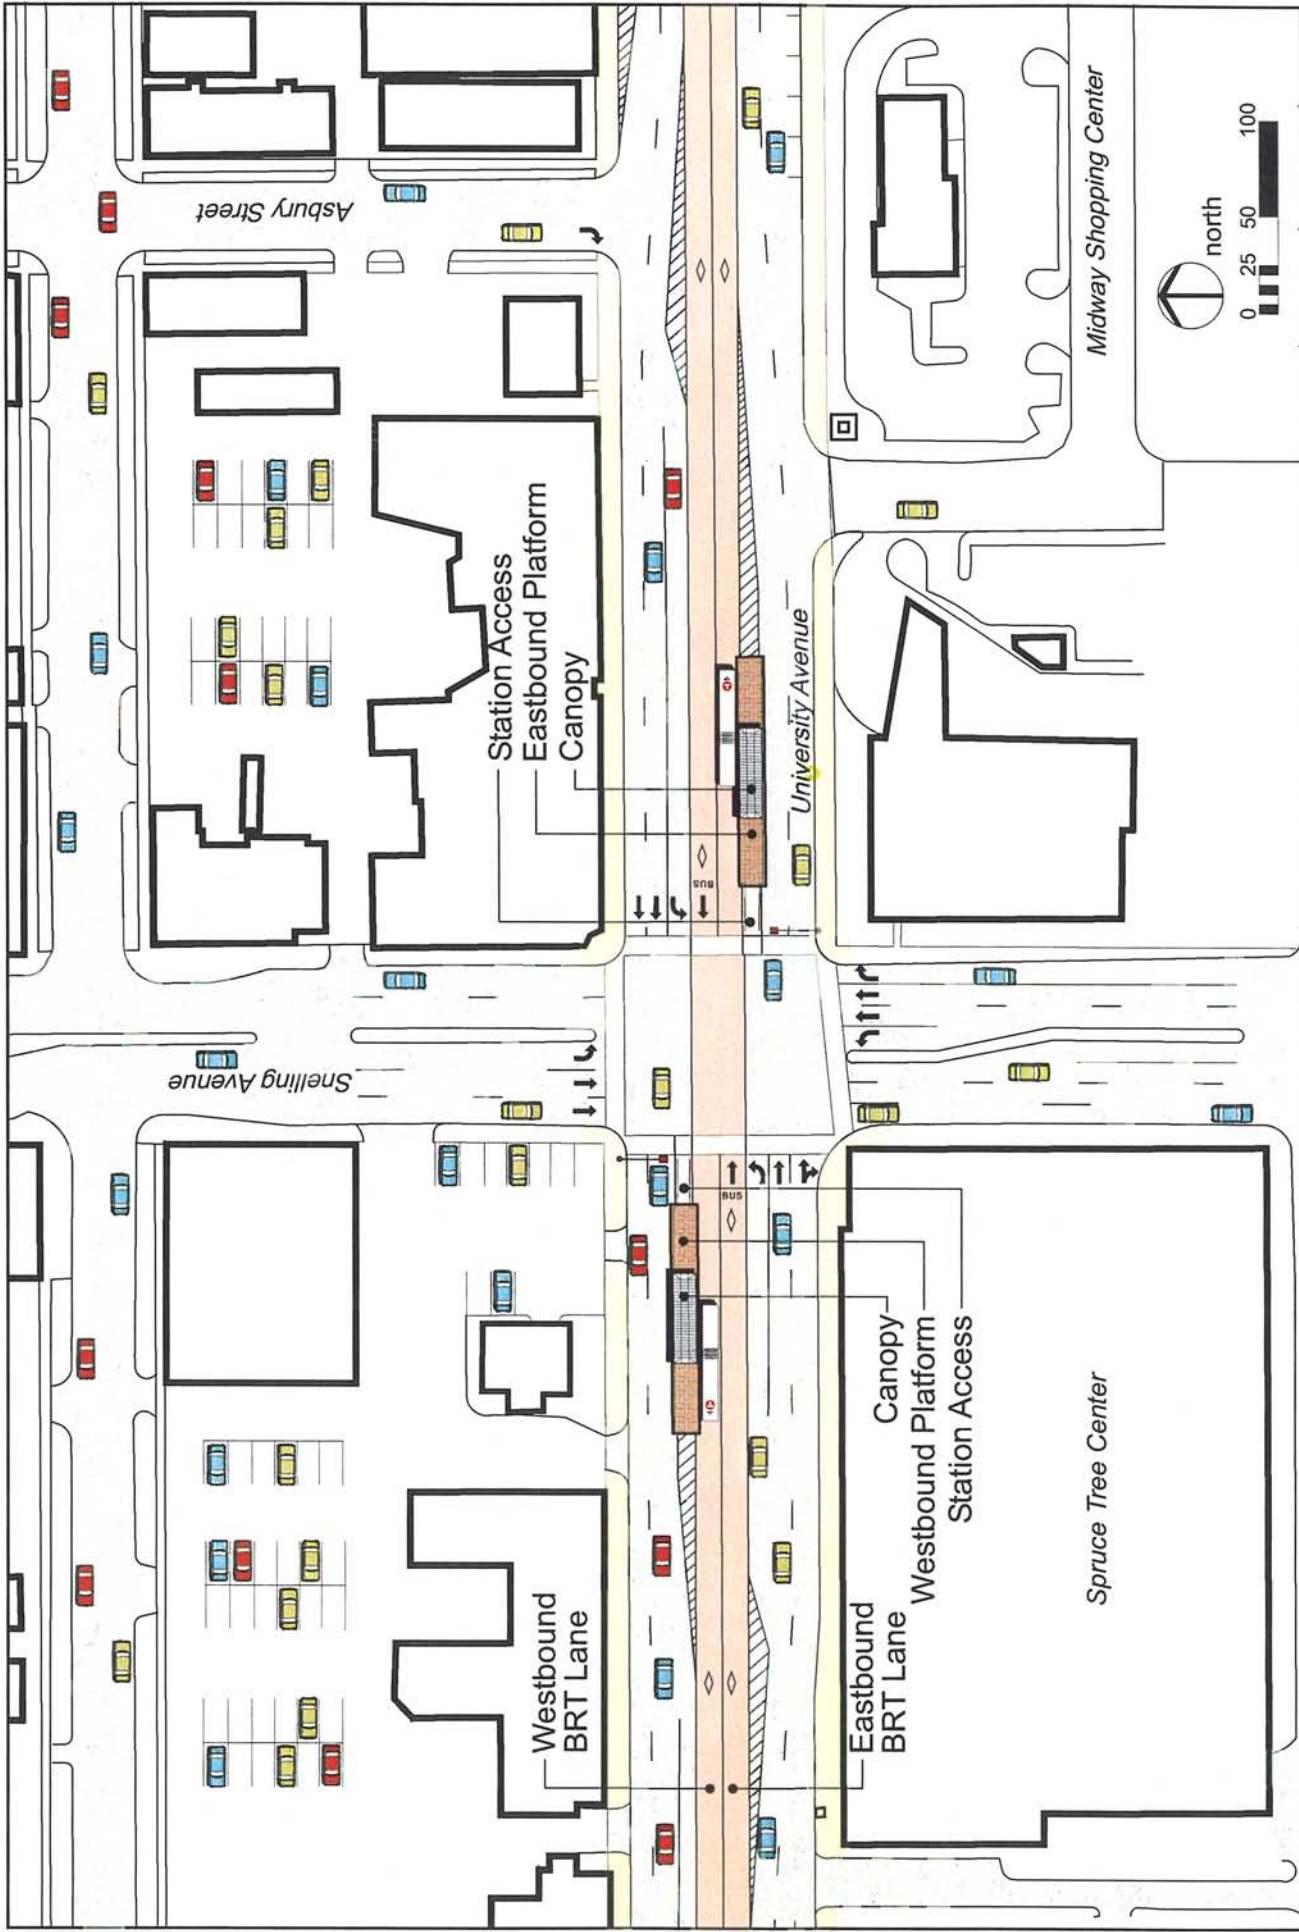 Snelling Avenue
Asbury Street
Westbound
BRT Lane
Station Access
Eastbound Platform
Canopy
BUS
BUS
University Avenue
Eastbound
BRT Lane
Canopy
Westbound Platform
Station Access
Spruce Tree Center
Midway Shopping Center
north
0 25 50 100